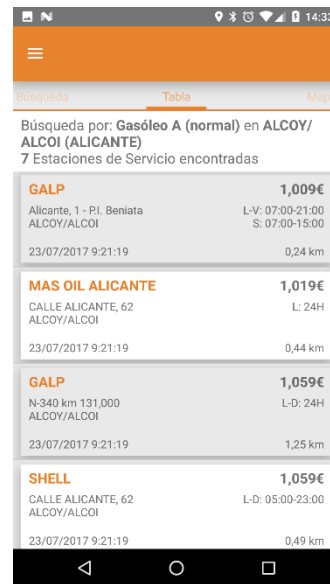 14:33
Búsqueda Tabla Map
Búsqueda por: Gasóleo A (normal) en ALCOY/
ALCOI (ALICANTE)
7 Estaciones de Servicio encontradas
GALP 1,009€
Alicante, 1 - P.I. Beniata L-V: 07:00-21:00
ALCOY/ALCOI S: 07:00-15:00
23/07/2017 9:21:19 0,24 km
MAS OIL ALICANTE 1,019€
CALLE ALICANTE, 62 L: 24H
ALCOY/ALCOI
23/07/2017 9:21:19 0,44 km
GALP 1,059€
N-340 km 131,000 L-D: 24H
ALCOY/ALCOI
23/07/2017 9:21:19 1,25 km
SHELL 1,059€
CALLE ALICANTE, 62 L-D: 05:00-23:00
ALCOY/ALCOI
23/07/2017 9:21:19 0,49 km